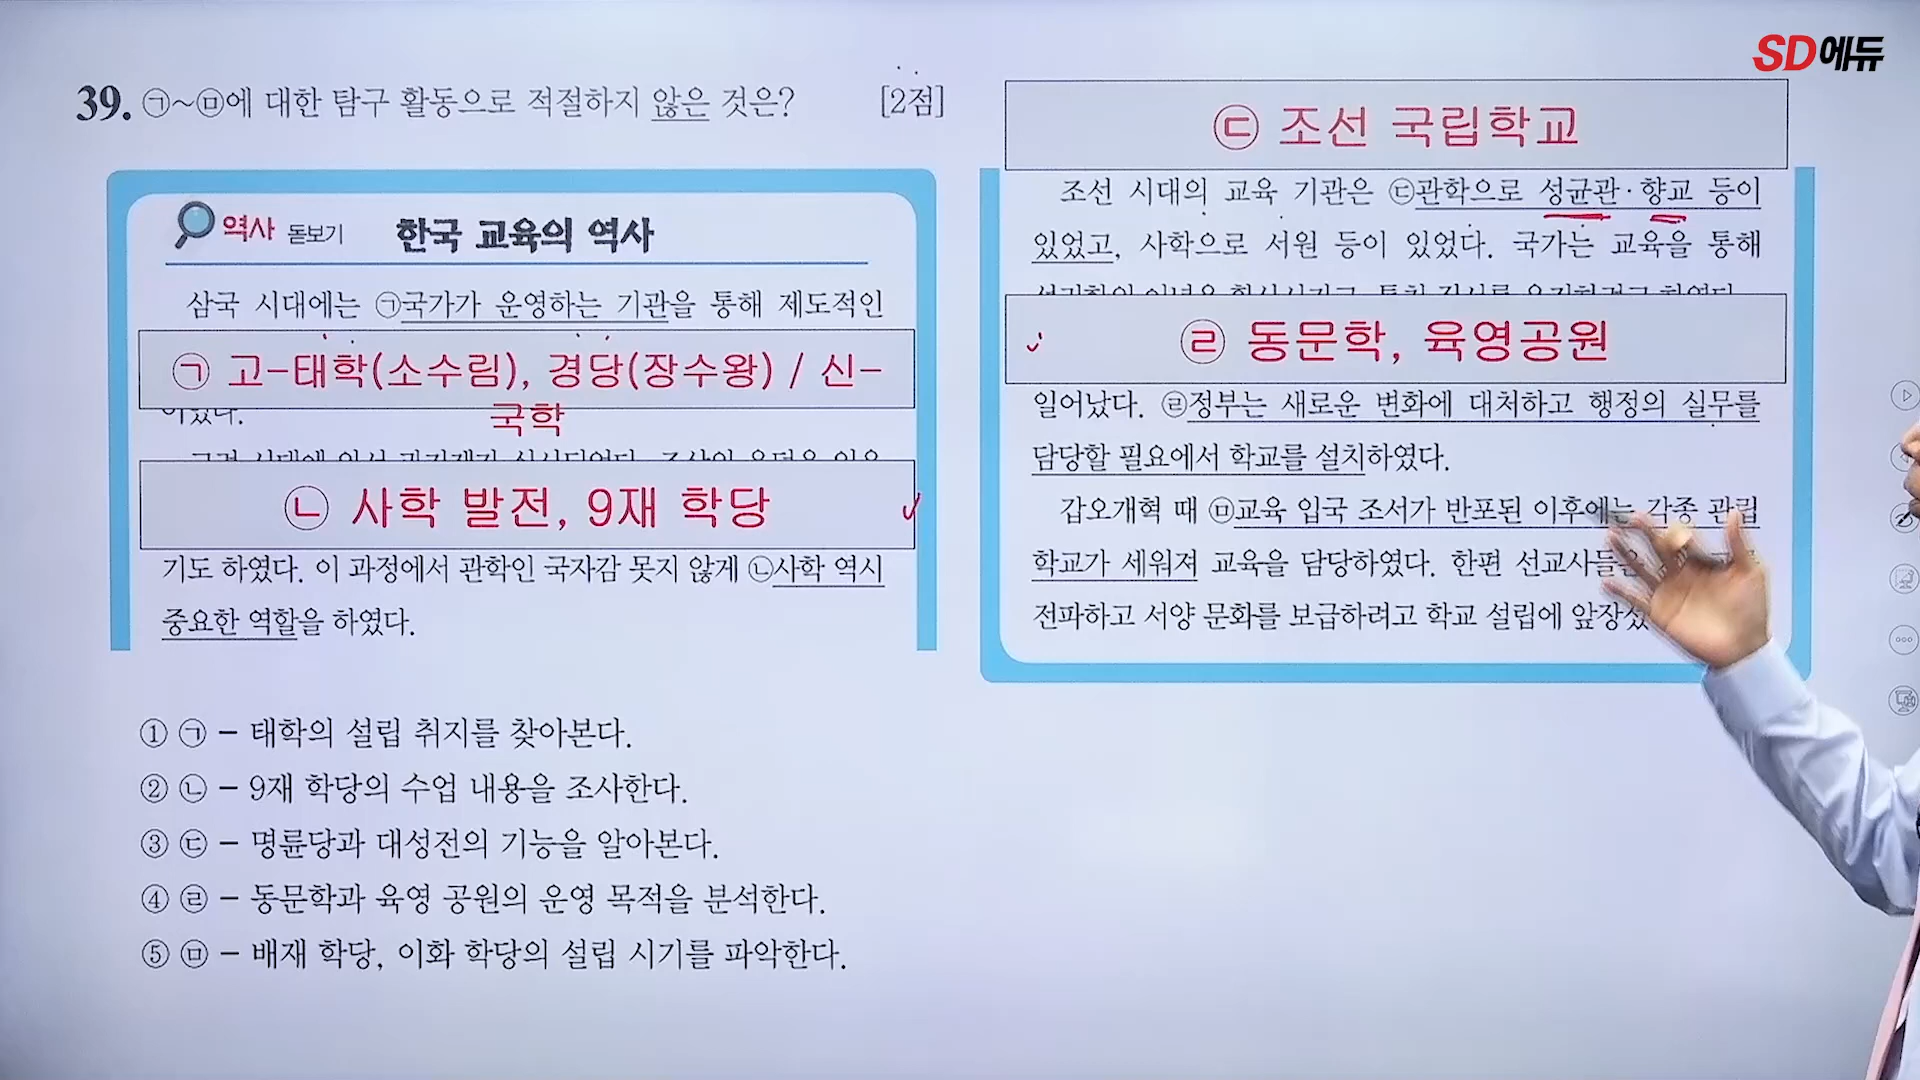 SD에듀
39. ㉠~㉤에 대한 탐구 활동으로 적절하지 않은 것은? [2점]
역사 돋보기 한국 교육의 역사
삼국 시대에는 ㉠국가가 운영하는 기관을 통해 제도적인
㉠ 고-태학(소수림), 경당(장수왕) / 신-
국학
㉡ 사학 발전, 9재 학당
기도 하였다. 이 과정에서 관학인 국자감 못지 않게 ㉡사학 역시
중요한 역할을 하였다.
㉢ 조선 국립학교
조선 시대의 교육 기관은 ㉢관학으로 성균관·향교 등이
있었고, 사학으로 서원 등이 있었다. 국가는 교육을 통해
㉣ 동문학, 육영공원
일어났다. ㉣정부는 새로운 변화에 대처하고 행정의 실무를
담당할 필요에서 학교를 설치하였다.
갑오개혁 때 ㉤교육 입국 조서가 반포된 이후에는 각종 관립
학교가 세워져 교육을 담당하였다. 한편 선교사들은
전파하고 서양 문화를 보급하려고 학교 설립에
① ㉠ – 태학의 설립 취지를 찾아본다.
② ㉡ – 9재 학당의 수업 내용을 조사한다.
③ ㉢ – 명륜당과 대성전의 기능을 알아본다.
④ ㉣ – 동문학과 육영 공원의 운영 목적을 분석한다.
⑤ ㉤ – 배재 학당, 이화 학당의 설립 시기를 파악한다.